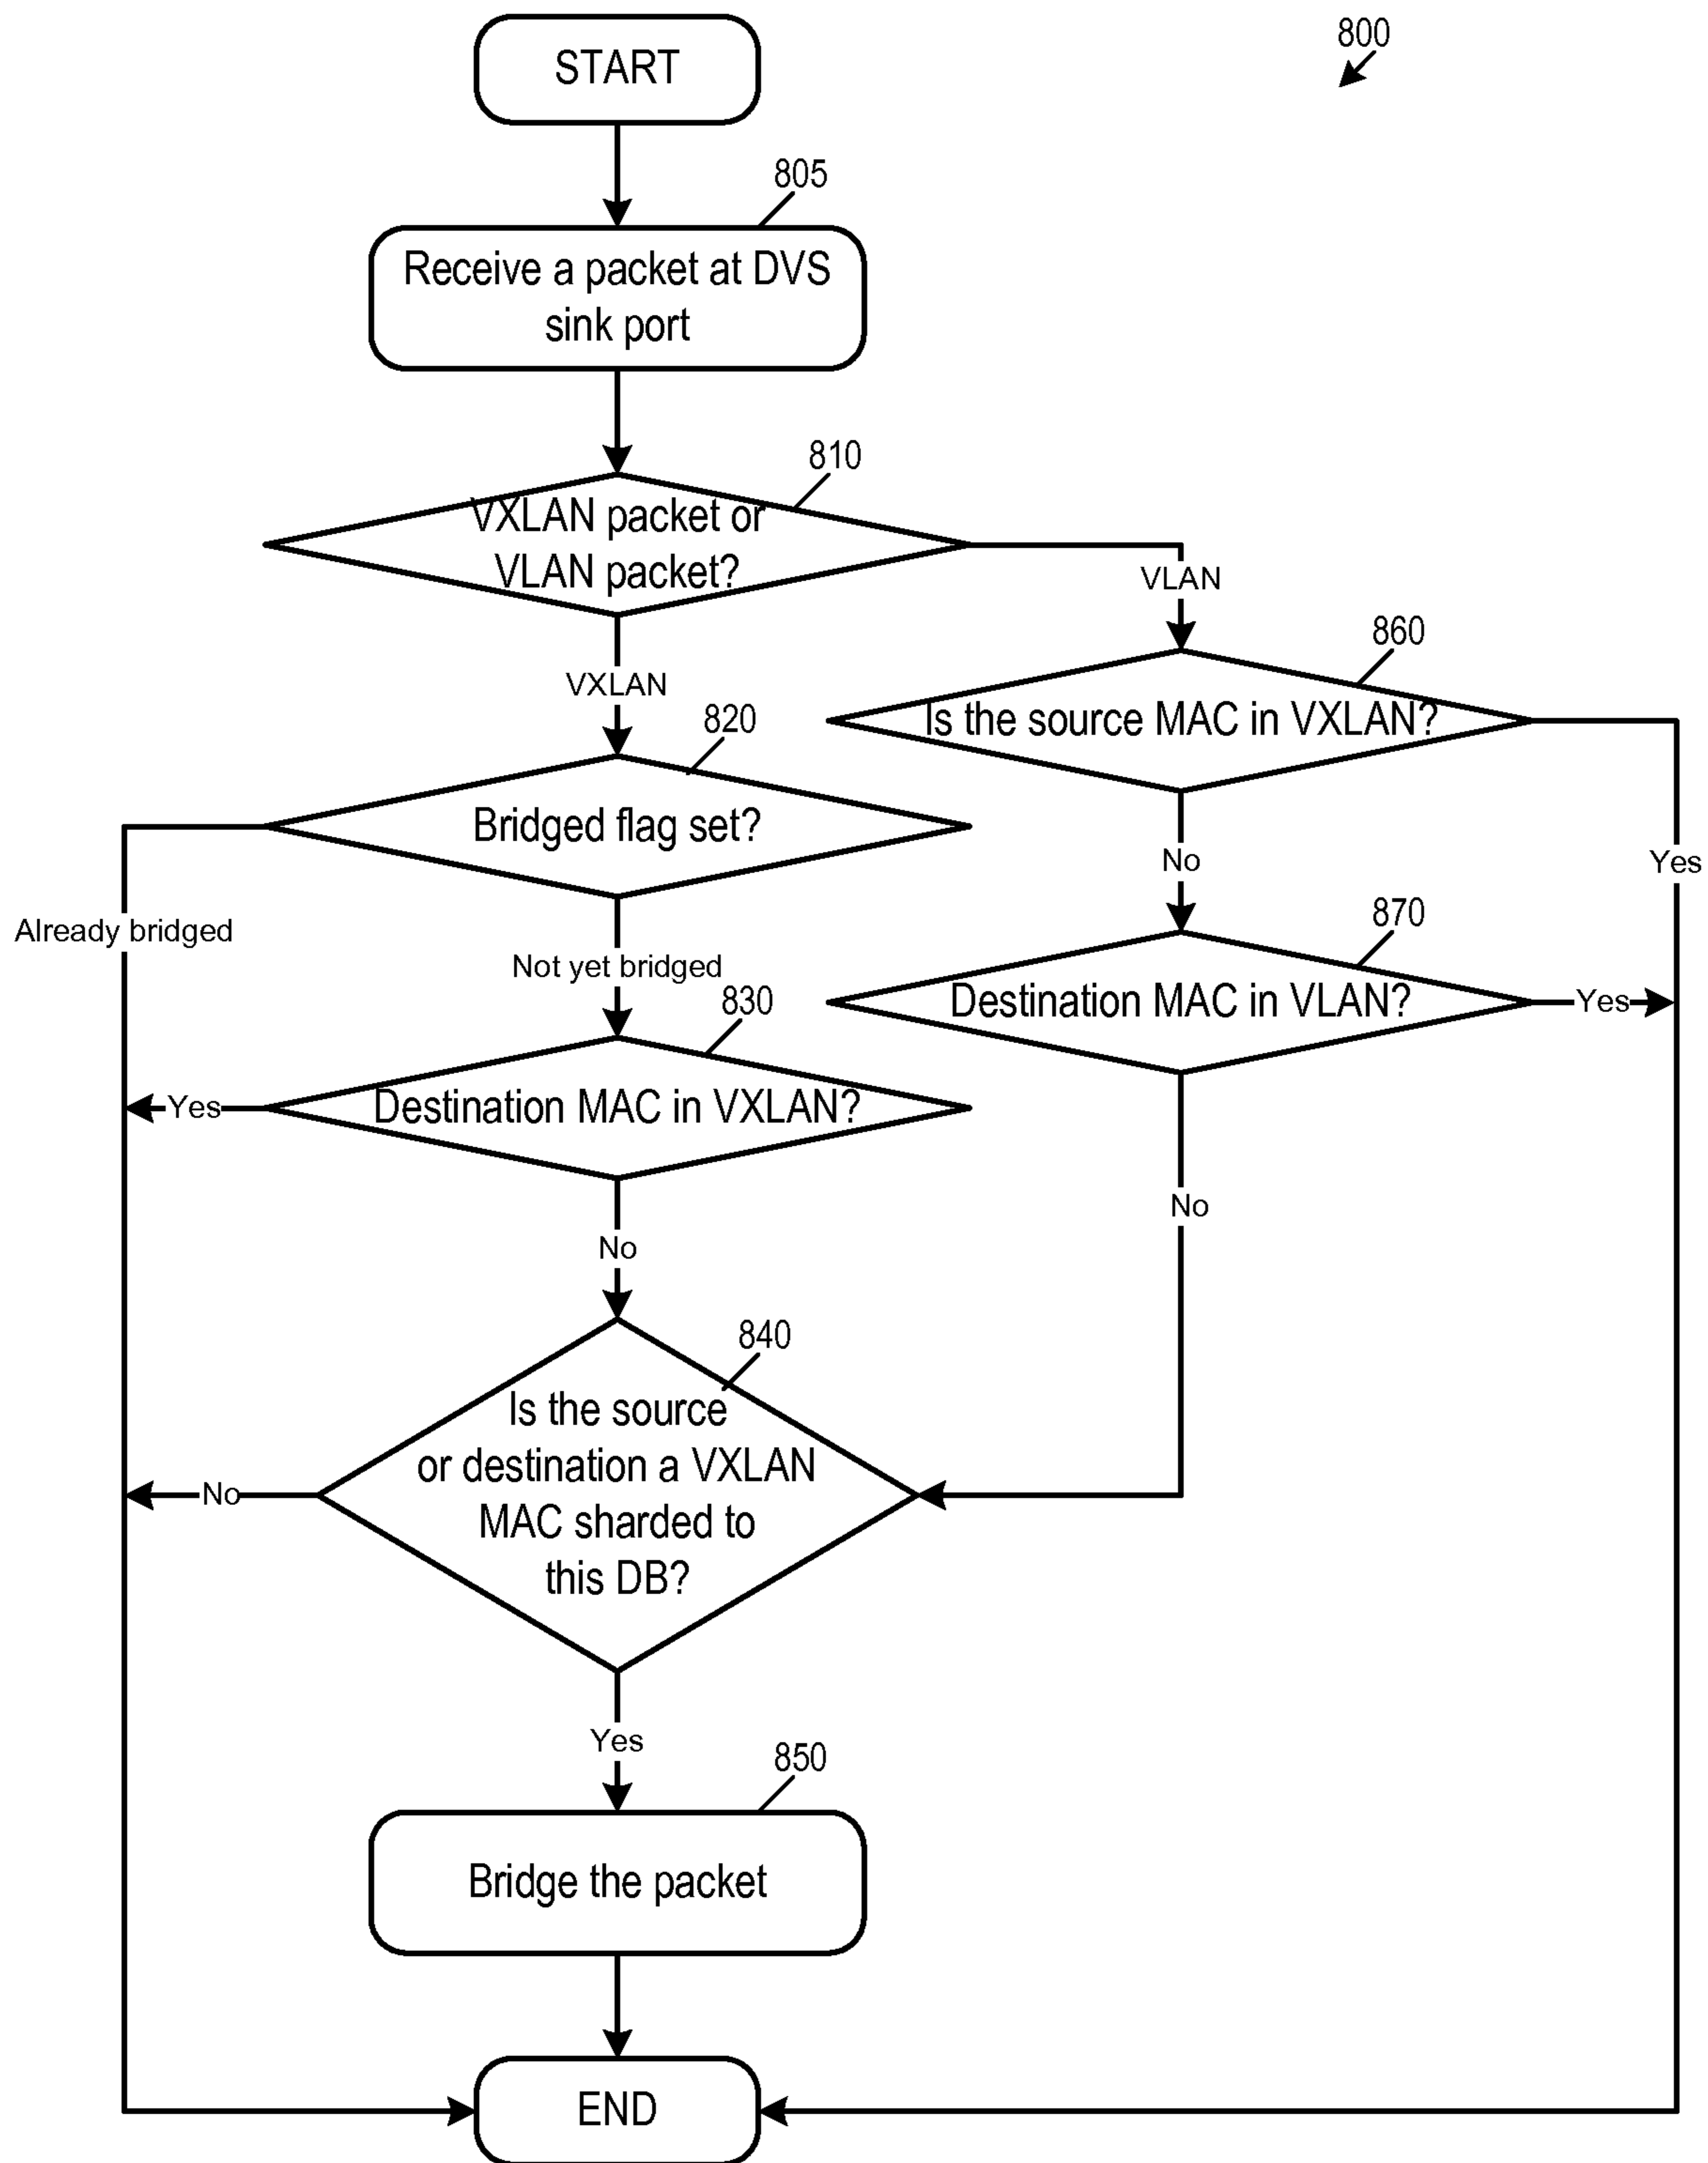 800
START
805
Receive a packet at DVS
sink port
810
VXLAN packet or
VLAN packet?
VLAN
VXLAN
860
Is the source MAC in VXLAN?
820
Bridged flag set?
No
Yes
Already bridged
Not yet bridged
870
Destination MAC in VLAN?
Yes
830
Destination MAC in VXLAN?
Yes
No
No
840
Is the source
or destination a VXLAN
MAC sharded to
this DB?
No
Yes
850
Bridge the packet
END